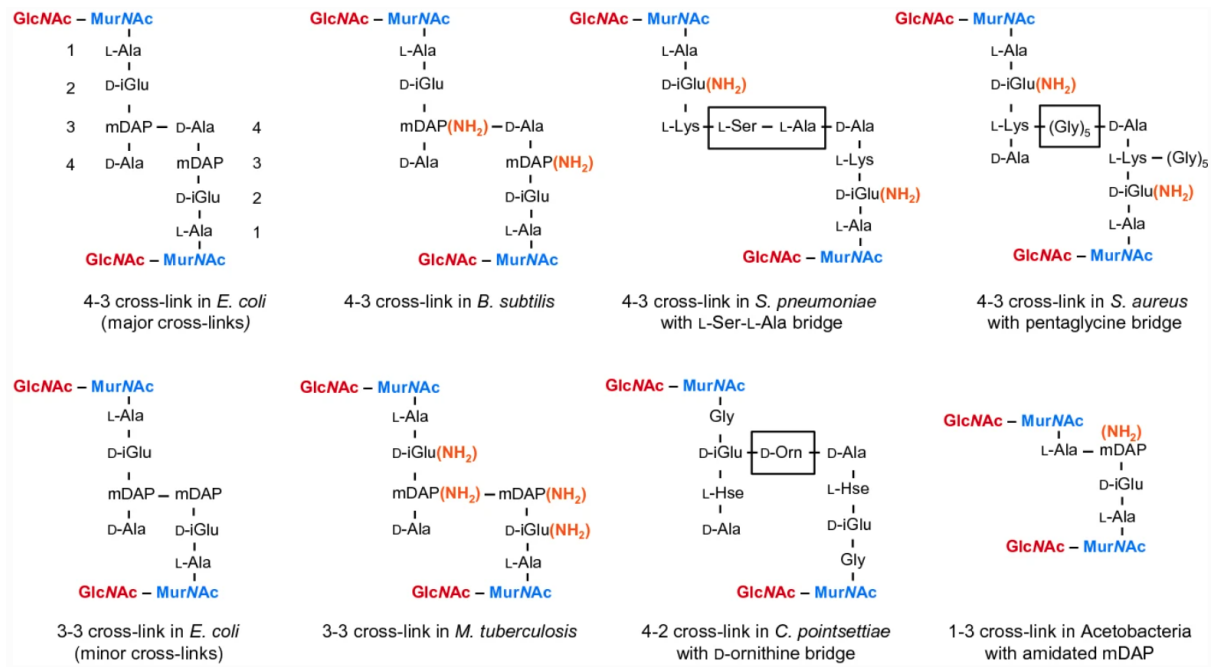 GlcNAc – MurNAc
1 L-Ala
2 D-iGlu
3 mDAP – D-Ala 4
4 D-Ala mDAP 3
D-iGlu 2
L-Ala 1
GlcNAc – MurNAc
4-3 cross-link in E. coli
(major cross-links)
GlcNAc – MurNAc
L-Ala
D-iGlu
mDAP(NH2) – D-Ala
D-Ala mDAP(NH2)
D-iGlu
L-Ala
GlcNAc – MurNAc
4-3 cross-link in B. subtilis
GlcNAc – MurNAc
L-Ala
D-iGlu(NH2)
L-Lys – L-Ser – L-Ala – D-Ala
L-Lys
D-iGlu(NH2)
L-Ala
GlcNAc – MurNAc
4-3 cross-link in S. pneumoniae
with L-Ser-L-Ala bridge
GlcNAc – MurNAc
L-Ala
D-iGlu(NH2)
L-Lys – (Gly)5 – D-Ala
D-Ala L-Lys – (Gly)5
D-iGlu(NH2)
L-Ala
GlcNAc – MurNAc
4-3 cross-link in S. aureus
with pentaglycine bridge
GlcNAc – MurNAc
L-Ala
D-iGlu
mDAP – mDAP
D-Ala D-iGlu
L-Ala
GlcNAc – MurNAc
3-3 cross-link in E. coli
(minor cross-links)
GlcNAc – MurNAc
L-Ala
D-iGlu(NH2)
mDAP(NH2) – mDAP(NH2)
D-Ala D-iGlu(NH2)
L-Ala
GlcNAc – MurNAc
3-3 cross-link in M. tuberculosis
GlcNAc – MurNAc
Gly
D-iGlu – D-Orn – D-Ala
L-Hse L-Hse
D-Ala D-iGlu
Gly
GlcNAc – MurNAc
4-2 cross-link in C. pointsettiae
with D-ornithine bridge
GlcNAc – MurNAc (NH2)
L-Ala – mDAP
D-iGlu
L-Ala
GlcNAc – MurNAc
1-3 cross-link in Acetobacteria
with amidated mDAP